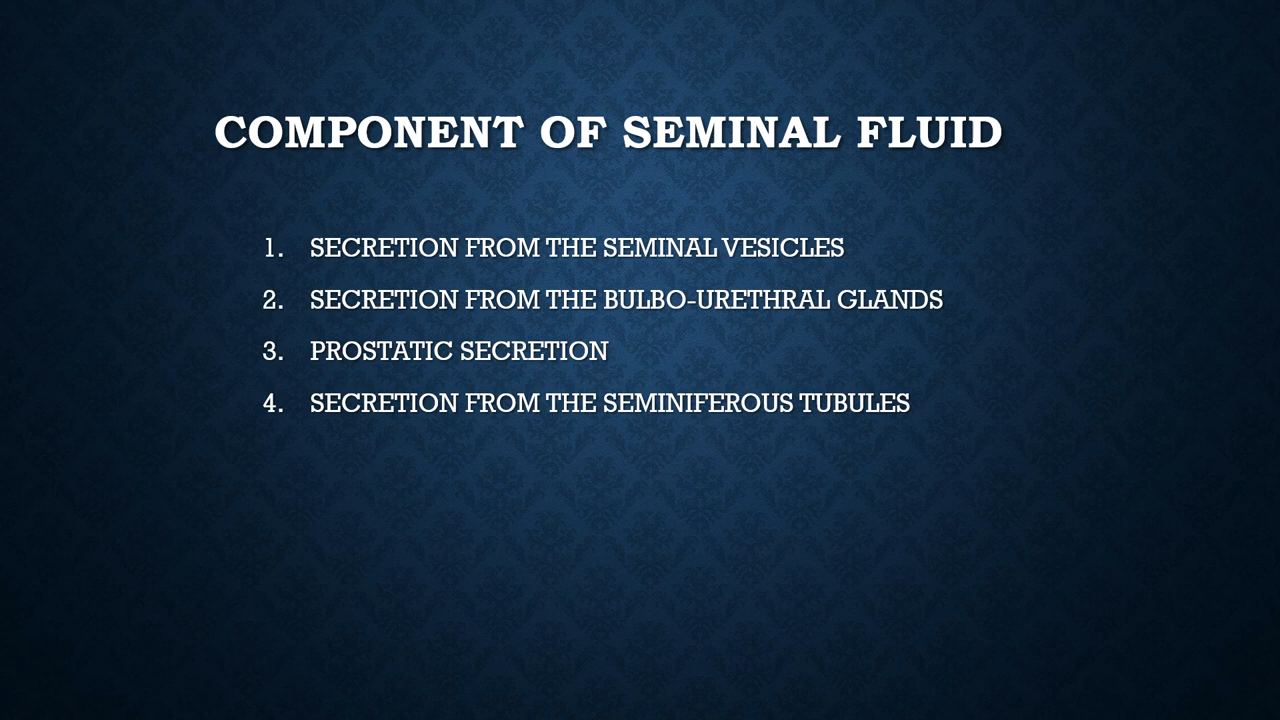 COMPONENT OF SEMINAL FLUID
1. SECRETION FROM THE SEMINAL VESICLES
2. SECRETION FROM THE BULBO-URETHRAL GLANDS
3. PROSTATIC SECRETION
4. SECRETION FROM THE SEMINIFEROUS TUBULES